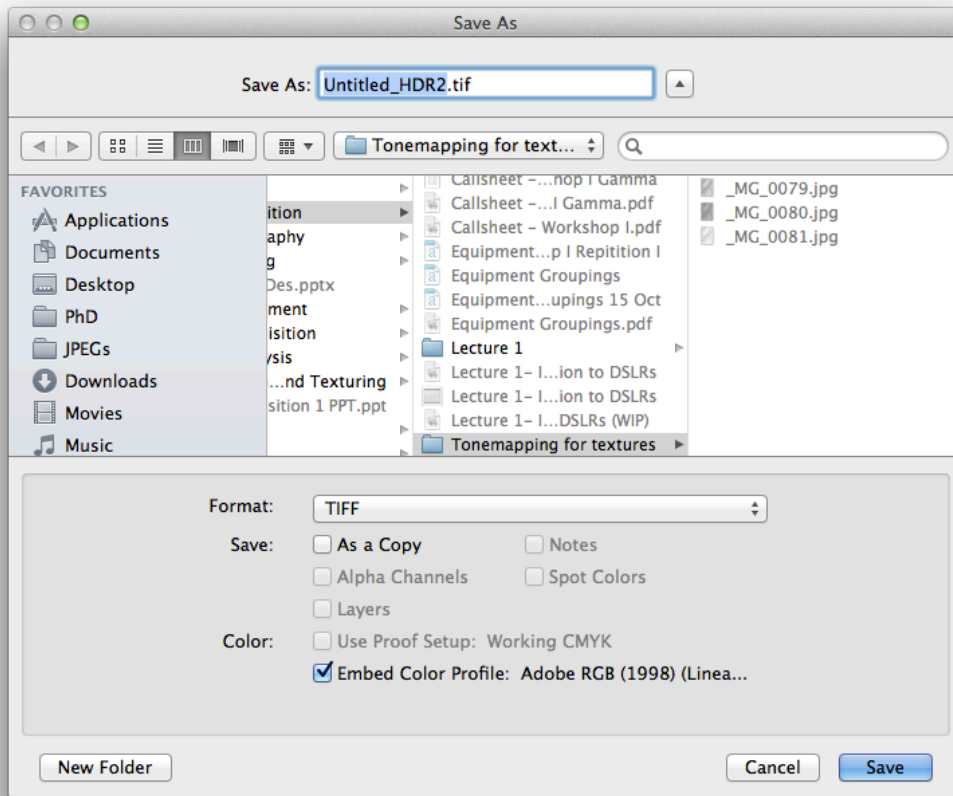 Save As
Save As: Untitled_HDR2.tif
Tonemapping for text...
FAVORITES
Applications
Documents
Desktop
PhD
JPEGs
Downloads
Movies
Music
ition
aphy
g
Des.pptx
ment
isition
ysis
...nd Texturing
sition 1 PPT.ppt
Callsheet -...hop I Gamma
Callsheet -...I Gamma.pdf
Callsheet - Workshop I.pdf
Equipment...p I Repitition I
Equipment Groupings
Equipment...upings 15 Oct
Equipment Groupings.pdf
Lecture 1
Lecture 1- I...ion to DSLRs
Lecture 1- I...ion to DSLRs
Lecture 1- I...DSLRs (WIP)
Tonemapping for textures
_MG_0079.jpg
_MG_0080.jpg
_MG_0081.jpg
Format: TIFF
Save: As a Copy Notes
Alpha Channels Spot Colors
Layers
Color: Use Proof Setup: Working CMYK
Embed Color Profile: Adobe RGB (1998) (Linea...
New Folder Cancel Save